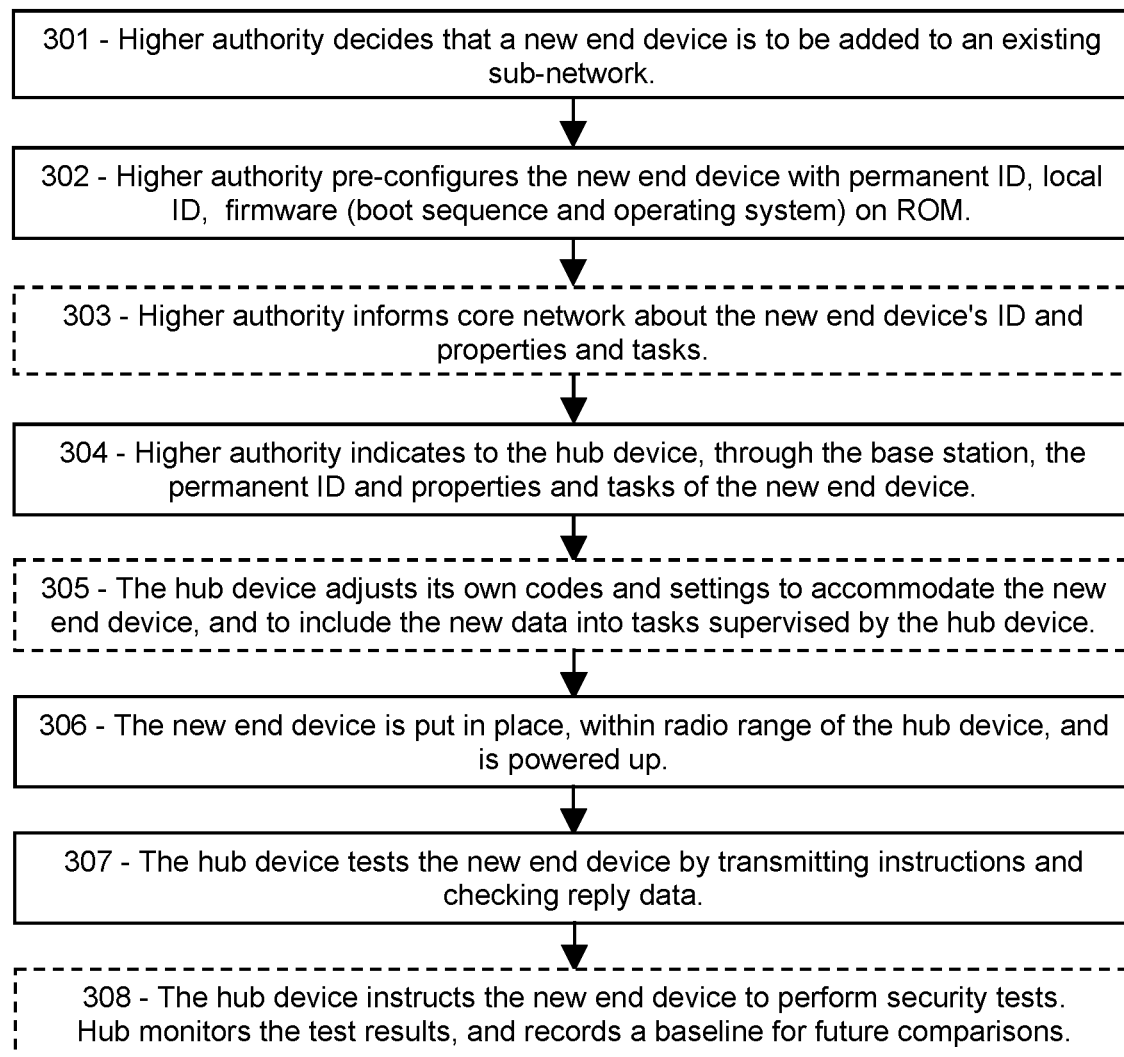 301 - Higher authority decides that a new end device is to be added to an existing
sub-network.
302 - Higher authority pre-configures the new end device with permanent ID, local
ID, firmware (boot sequence and operating system) on ROM.
303 - Higher authority informs core network about the new end device's ID and
properties and tasks.
304 - Higher authority indicates to the hub device, through the base station, the
permanent ID and properties and tasks of the new end device.
305 - The hub device adjusts its own codes and settings to accommodate the new
end device, and to include the new data into tasks supervised by the hub device.
306 - The new end device is put in place, within radio range of the hub device, and
is powered up.
307 - The hub device tests the new end device by transmitting instructions and
checking reply data.
308 - The hub device instructs the new end device to perform security tests.
Hub monitors the test results, and records a baseline for future comparisons.